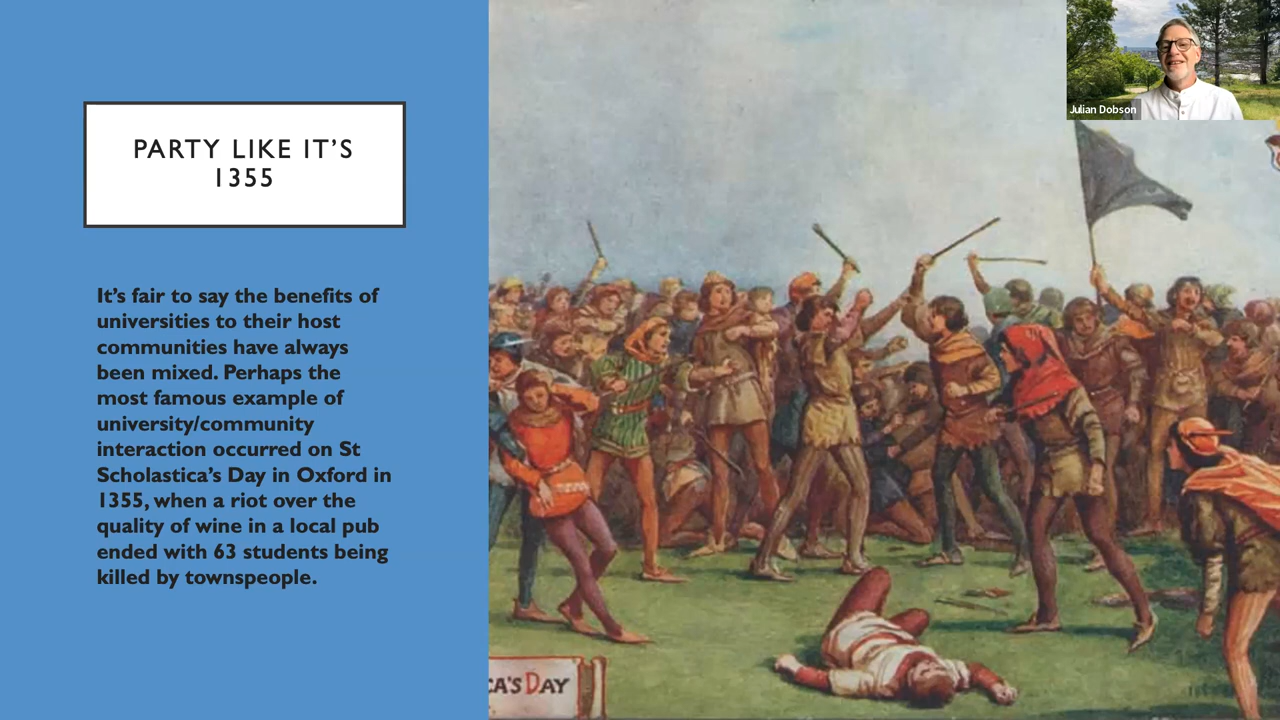 PARTY LIKE IT'S
1355
It's fair to say the benefits of
universities to their host
communities have always
been mixed. Perhaps the
most famous example of
university/community
interaction occurred on St
Scholastica's Day in Oxford in
1355, when a riot over the
quality of wine in a local pub
ended with 63 students being
killed by townspeople.
Julian Dobson
CA'S DAY